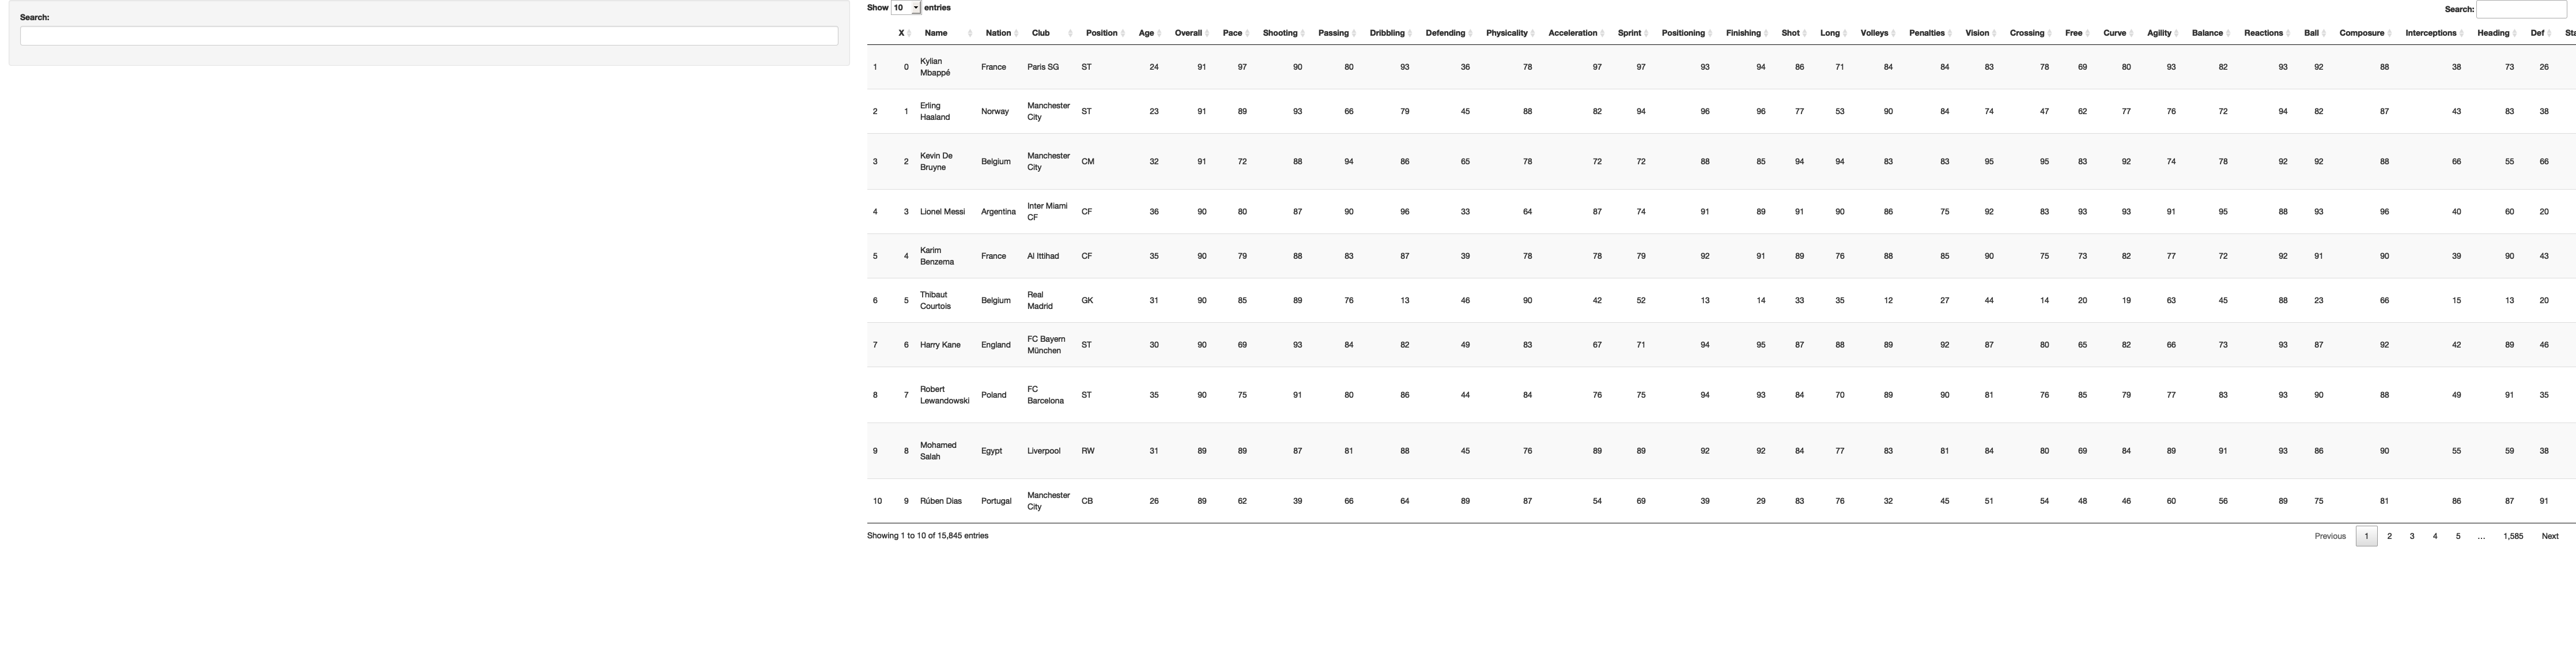 Search:
Show 10 entries
Search:
X Name Nation Club Position Age Overall Pace Shooting Passing Dribbling Defending Physicality Acceleration Sprint Positioning Finishing Shot Long Volleys Penalties Vision Crossing Free Curve Agility Balance Reactions Ball Composure Interceptions Heading Def Sta
1 0 Kylian Mbappé France Paris SG ST 24 91 97 90 80 93 36 78 97 97 93 94 86 71 84 84 83 78 69 80 93 82 93 92 88 38 73 26
2 1 Erling Haaland Norway Manchester City ST 23 91 89 93 66 79 45 88 82 94 96 96 77 53 90 84 74 47 62 77 76 72 94 82 87 43 83 38
3 2 Kevin De Bruyne Belgium Manchester City CM 32 91 72 88 94 86 65 78 72 72 88 85 94 94 83 83 95 95 83 92 74 78 92 92 88 66 55 66
4 3 Lionel Messi Argentina Inter Miami CF CF 36 90 80 87 90 96 33 64 87 74 91 89 91 90 86 75 92 83 93 93 91 95 88 93 96 40 60 20
5 4 Karim Benzema France Al Ittihad CF 35 90 79 88 83 87 39 78 78 79 92 91 89 76 88 85 90 75 73 82 77 72 92 91 90 39 90 43
6 5 Thibaut Courtois Belgium Real Madrid GK 31 90 85 89 76 13 46 90 42 52 13 14 33 35 12 27 44 14 20 19 63 45 88 23 66 15 13 20
7 6 Harry Kane England FC Bayern München ST 30 90 69 93 84 82 49 83 67 71 94 95 87 88 89 92 87 80 65 82 66 73 93 87 92 42 89 46
8 7 Robert Lewandowski Poland FC Barcelona ST 35 90 75 91 80 86 44 84 76 75 94 93 84 70 89 90 81 76 85 79 77 83 93 90 88 49 91 35
9 8 Mohamed Salah Egypt Liverpool RW 31 89 89 87 81 88 45 76 89 89 92 92 84 77 83 81 84 80 69 84 89 91 93 86 90 55 59 38
10 9 Rúben Dias Portugal Manchester City CB 26 89 62 39 66 64 89 87 54 69 39 29 83 76 32 45 51 54 48 46 60 56 89 75 81 86 87 91
Showing 1 to 10 of 15,845 entries
Previous 1 2 3 4 5 … 1,585 Next